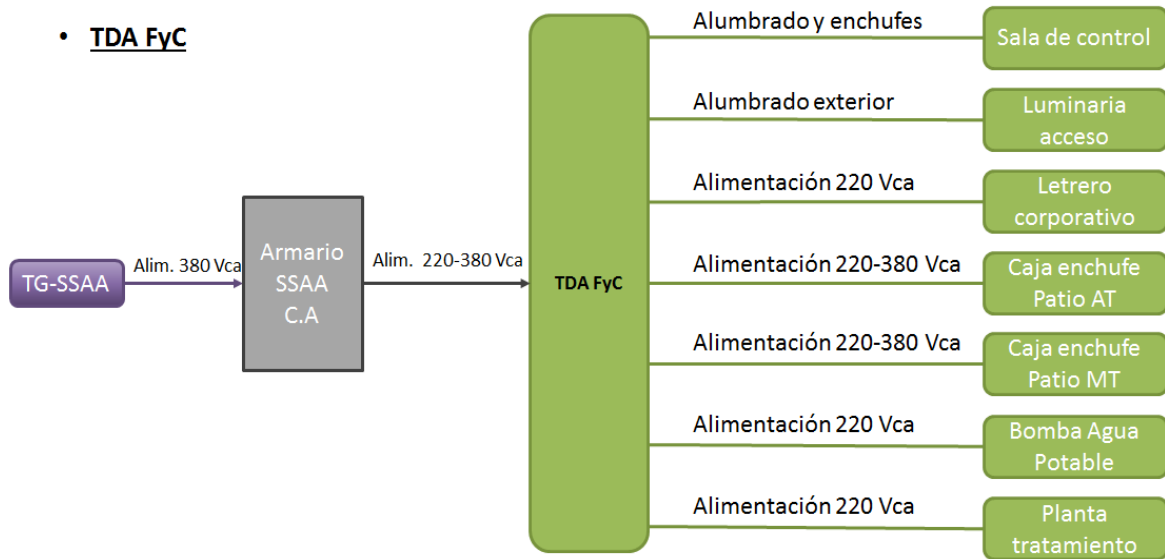 • TDA FyC
TG-SSAA
Alim. 380 Vca
Armario
SSAA
C.A
Alim. 220-380 Vca
TDA FyC
Alumbrado y enchufes
Sala de control
Alumbrado exterior
Luminaria
acceso
Alimentación 220 Vca
Letrero
corporativo
Alimentación 220-380 Vca
Caja enchufe
Patio AT
Alimentación 220-380 Vca
Caja enchufe
Patio MT
Alimentación 220 Vca
Bomba Agua
Potable
Alimentación 220 Vca
Planta
tratamiento